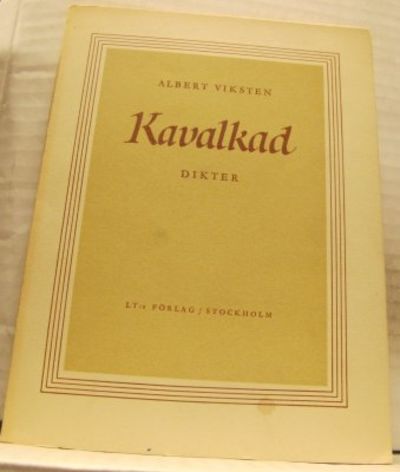 ALBERT VIKSTEN
Kavalkad
DIKTER
LT:s FÖRLAG / STOCKHOLM